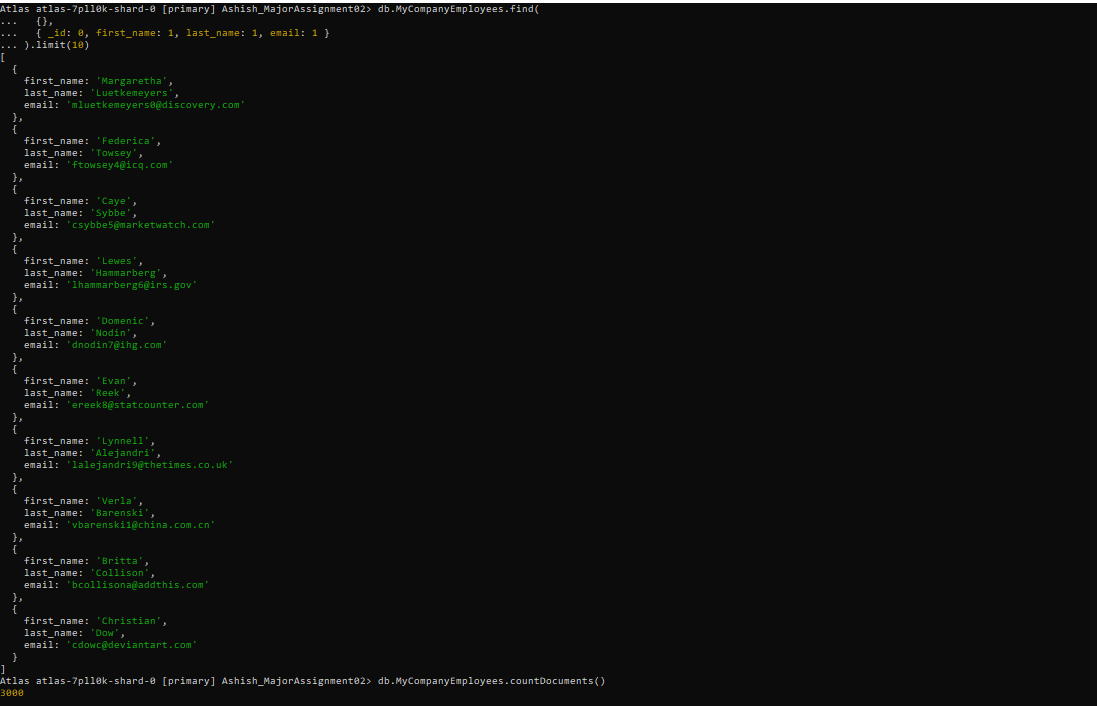 Atlas atlas-7pll0k-shard-0 [primary] Ashish_MajorAssignment02> db.MyCompanyEmployees.find(
...   {},
...   { _id: 0, first_name: 1, last_name: 1, email: 1 }
... ).limit(10)
[
  {
    first_name: 'Margaretha',
    last_name: 'Luetkemeyers',
    email: 'mluetkemeyers0@discovery.com'
  },
  {
    first_name: 'Federica',
    last_name: 'Towsey',
    email: 'ftowsey4@icq.com'
  },
  {
    first_name: 'Caye',
    last_name: 'Sybbe',
    email: 'csybbe5@marketwatch.com'
  },
  {
    first_name: 'Lewes',
    last_name: 'Hammarberg',
    email: 'lhammarberg6@irs.gov'
  },
  {
    first_name: 'Domenic',
    last_name: 'Nodin',
    email: 'dnodin7@ihg.com'
  },
  {
    first_name: 'Evan',
    last_name: 'Reek',
    email: 'ereek8@statcounter.com'
  },
  {
    first_name: 'Lynnell',
    last_name: 'Alejandri',
    email: 'lalejandri9@thetimes.co.uk'
  },
  {
    first_name: 'Verla',
    last_name: 'Barenski',
    email: 'vbarenski1@china.com.cn'
  },
  {
    first_name: 'Britta',
    last_name: 'Collison',
    email: 'bcollisona@addthis.com'
  },
  {
    first_name: 'Christian',
    last_name: 'Dow',
    email: 'cdowc@deviantart.com'
  }
]
Atlas atlas-7pll0k-shard-0 [primary] Ashish_MajorAssignment02> db.MyCompanyEmployees.countDocuments()
3000